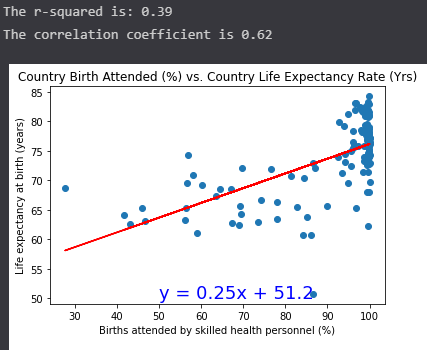 The r-squared is: 0.39
The correlation coefficient is 0.62
Country Birth Attended (%) vs. Country Life Expectancy Rate (Yrs)
Life expectancy at birth (years)
85
80
75
70
65
60
55
50
y = 0.25x + 51.2
30 40 50 60 70 80 90 100
Births attended by skilled health personnel (%)